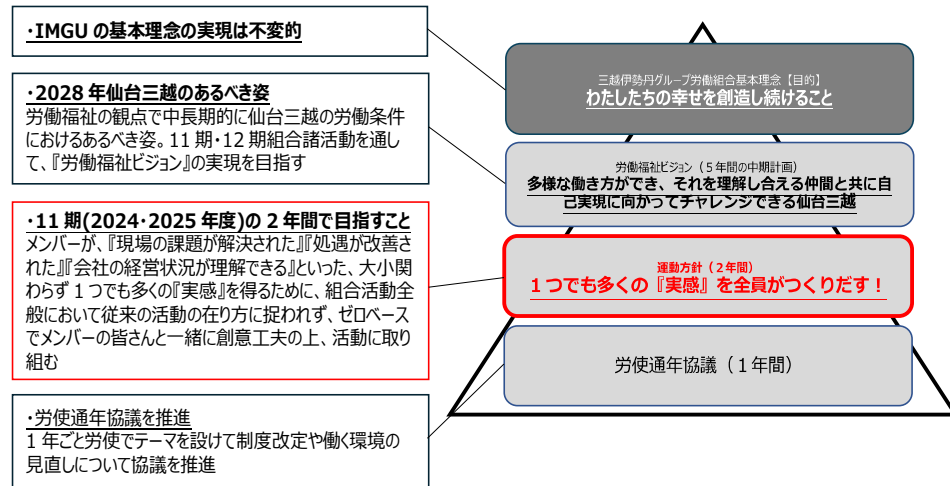 ・IMGU の基本理念の実現は不変的
・2028 年仙台三越のあるべき姿
労働福祉の観点で中長期的に仙台三越の労働条件
におけるあるべき姿。11 期・12 期組合諸活動を通し
て、『労働福祉ビジョン』の実現を目指す
・11 期(2024・2025 年度)の 2 年間で目指すこと
メンバーが、『現場の課題が解決された』『処遇が改善さ
れた』『会社の経営状況が理解できる』といった、大小関
わらず 1 つでも多くの『実感』を得るために、組合活動全
般において従来の活動の在り方に捉われず、ゼロベース
でメンバーの皆さんと一緒に創意工夫の上、活動に取り
組む
・労使通年協議を推進
1 年ごと労使でテーマを設けて制度改定や働く環境の
見直しについて協議を推進
三越伊勢丹グループ労働組合基本理念【目的】
わたしたちの幸せを創造し続けること
労働福祉ビジョン（５年間の中期計画）
多様な働き方ができ、それを理解し合える仲間と共に自
己実現に向かってチャレンジできる仙台三越
運動方針（２年間）
１つでも多くの『実感』を全員がつくりだす！
労使通年協議（１年間）